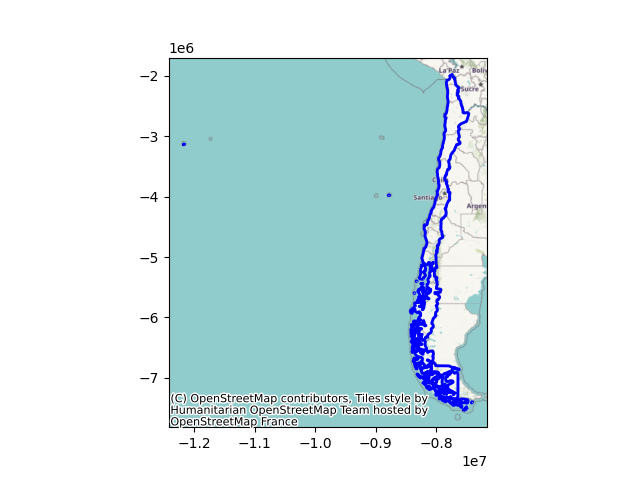 1e6
−2
La Paz
Boliv
Sucre
−3
−4
Santiago
Argen
−5
−6
−7
(C) OpenStreetMap contributors, Tiles style by
Humanitarian OpenStreetMap Team hosted by
OpenStreetMap France
−1.2 −1.1 −1.0 −0.9 −0.8
1e7